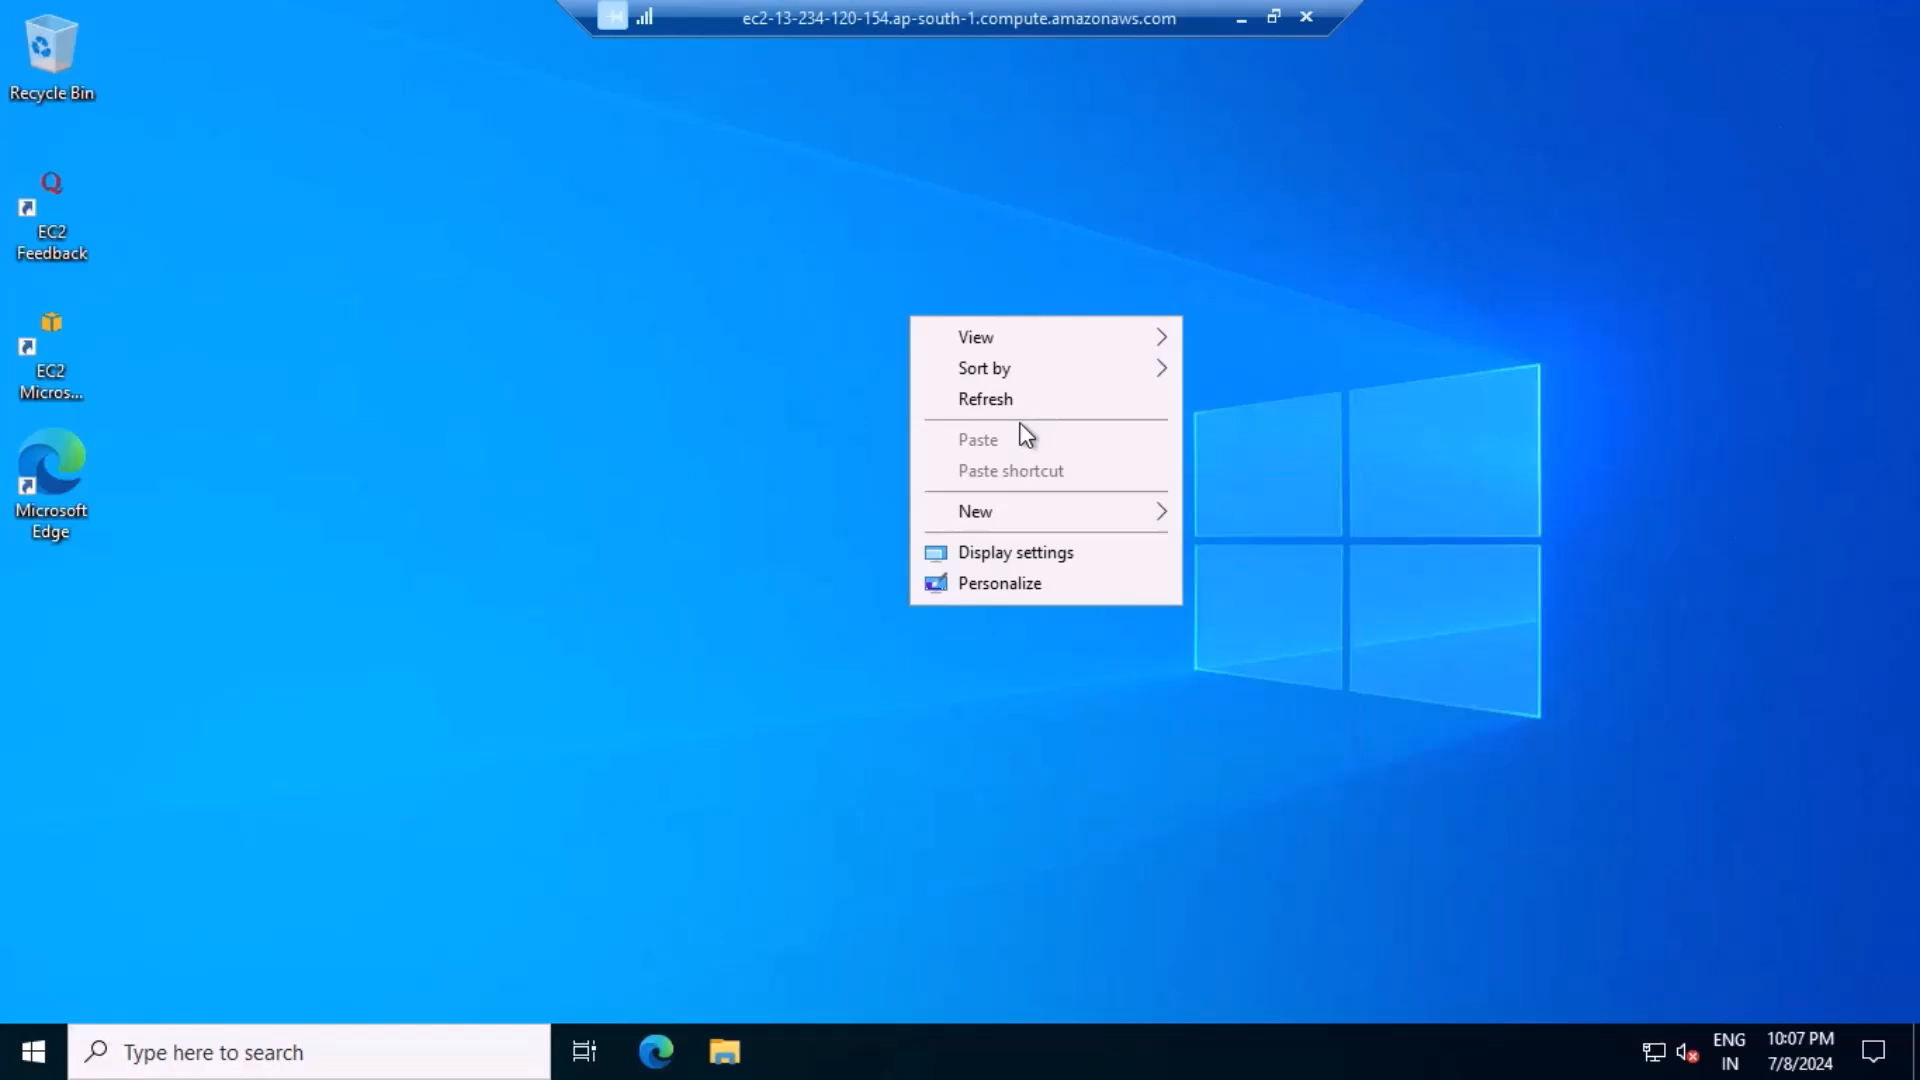 ec2-13-234-120-154.ap-south-1.compute.amazonaws.com
Recycle Bin
Q
EC2
Feedback
EC2
Micros...
Microsoft
Edge
View
Sort by
Refresh
Paste
Paste shortcut
New
Display settings
Personalize
Type here to search
ENG
IN
10:07 PM
7/8/2024